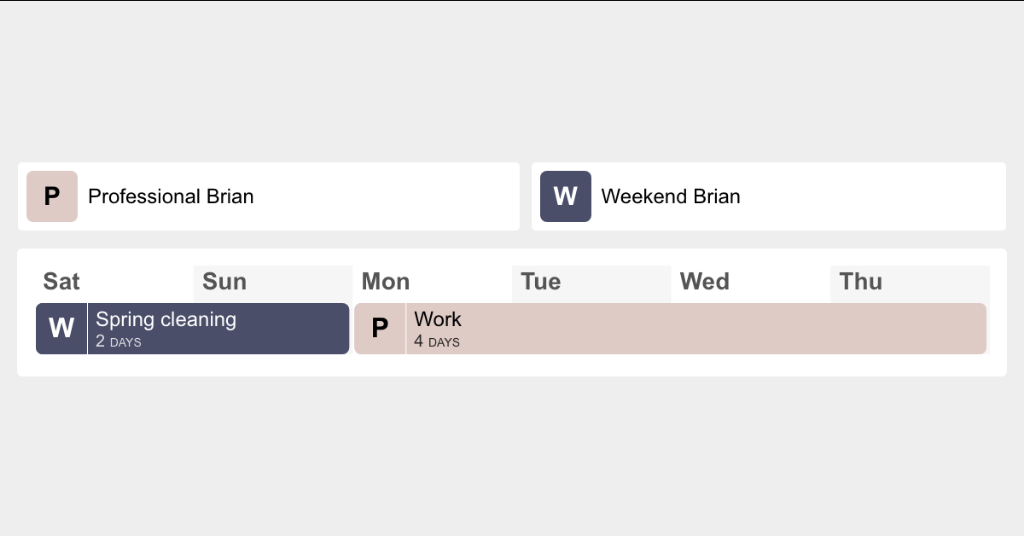 P Professional Brian
W Weekend Brian
Sat Sun Mon Tue Wed Thu
W Spring cleaning
2 DAYS
P Work
4 DAYS